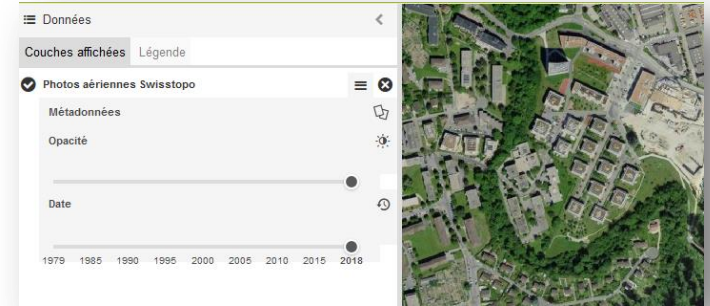 Données
Couches affichées Légende
Photos aériennes Swisstopo
Métadonnées
Opacité
Date
1979 1985 1990 1995 2000 2005 2010 2015 2018